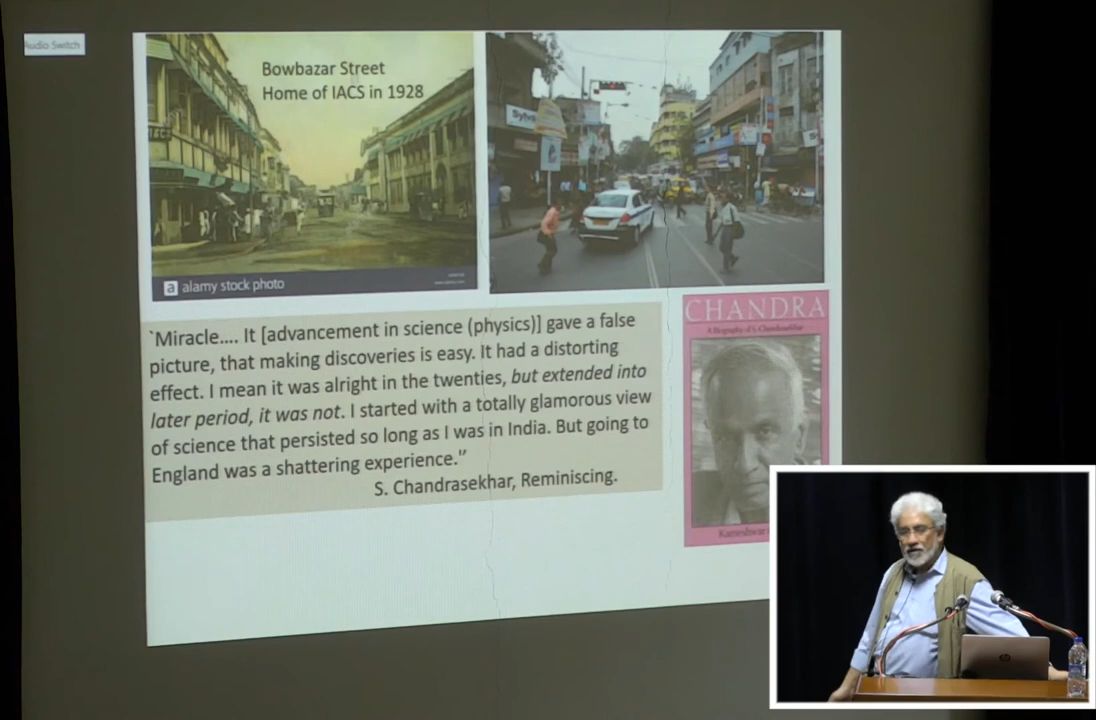 Audio Switch
Bowbazar Street
Home of IACS in 1928
a alamy stock photo
Sylva
`Miracle.... It [advancement in science (physics)] gave a false
picture, that making discoveries is easy. It had a distorting
effect. I mean it was alright in the twenties, but extended into
later period, it was not. I started with a totally glamorous view
of science that persisted so long as I was in India. But going to
England was a shattering experience.”
S. Chandrasekhar, Reminiscing.
CHANDRA
A Biography of S. Chandrasekhar
Kameshwar
hp